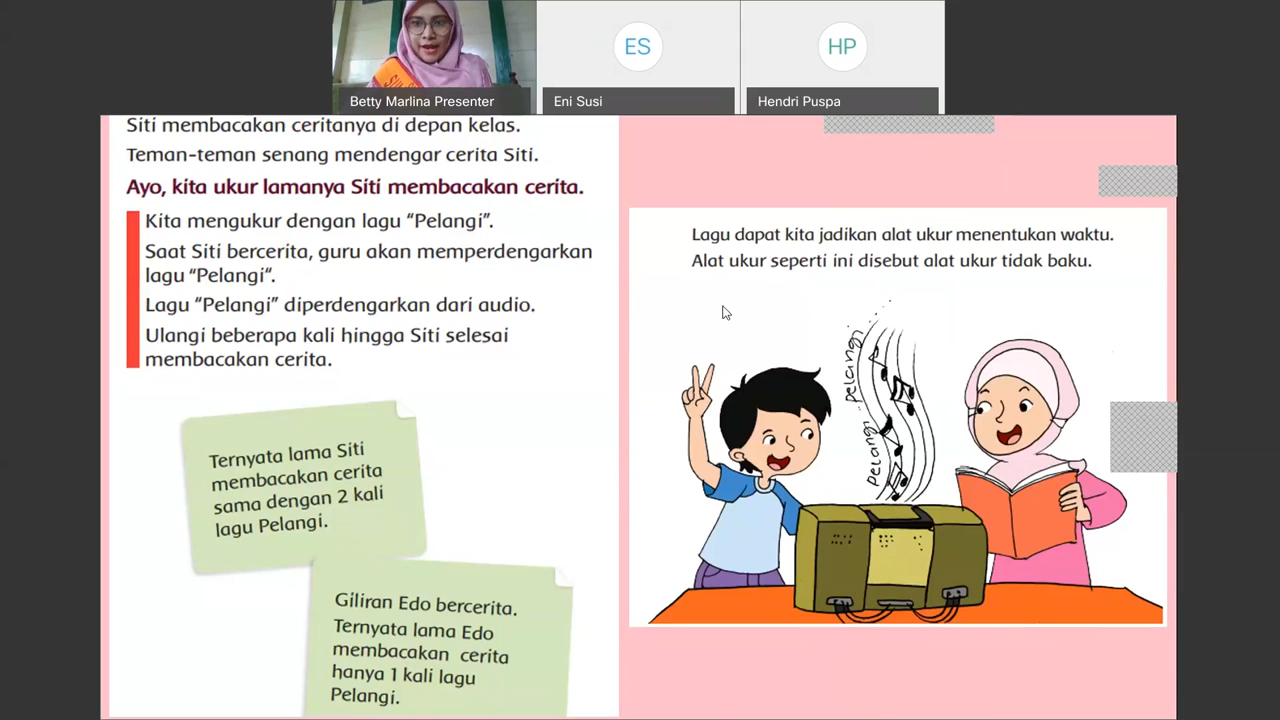 ES
HP
Betty Marlina Presenter
Eni Susi
Hendri Puspa
Siti membacakan ceritanya di depan kelas.
Teman-teman senang mendengar cerita Siti.
Ayo, kita ukur lamanya Siti membacakan cerita.
Kita mengukur dengan lagu “Pelangi”.
Saat Siti bercerita, guru akan memperdengarkan
lagu “Pelangi“.
Lagu “Pelangi” diperdengarkan dari audio.
Ulangi beberapa kali hingga Siti selesai
membacakan cerita.
Ternyata lama Siti
membacakan cerita
sama dengan 2 kali
lagu Pelangi.
Giliran Edo bercerita.
Ternyata lama Edo
membacakan cerita
hanya 1 kali lagu
Pelangi.
Lagu dapat kita jadikan alat ukur menentukan waktu.
Alat ukur seperti ini disebut alat ukur tidak baku.
pelangi pelangi...